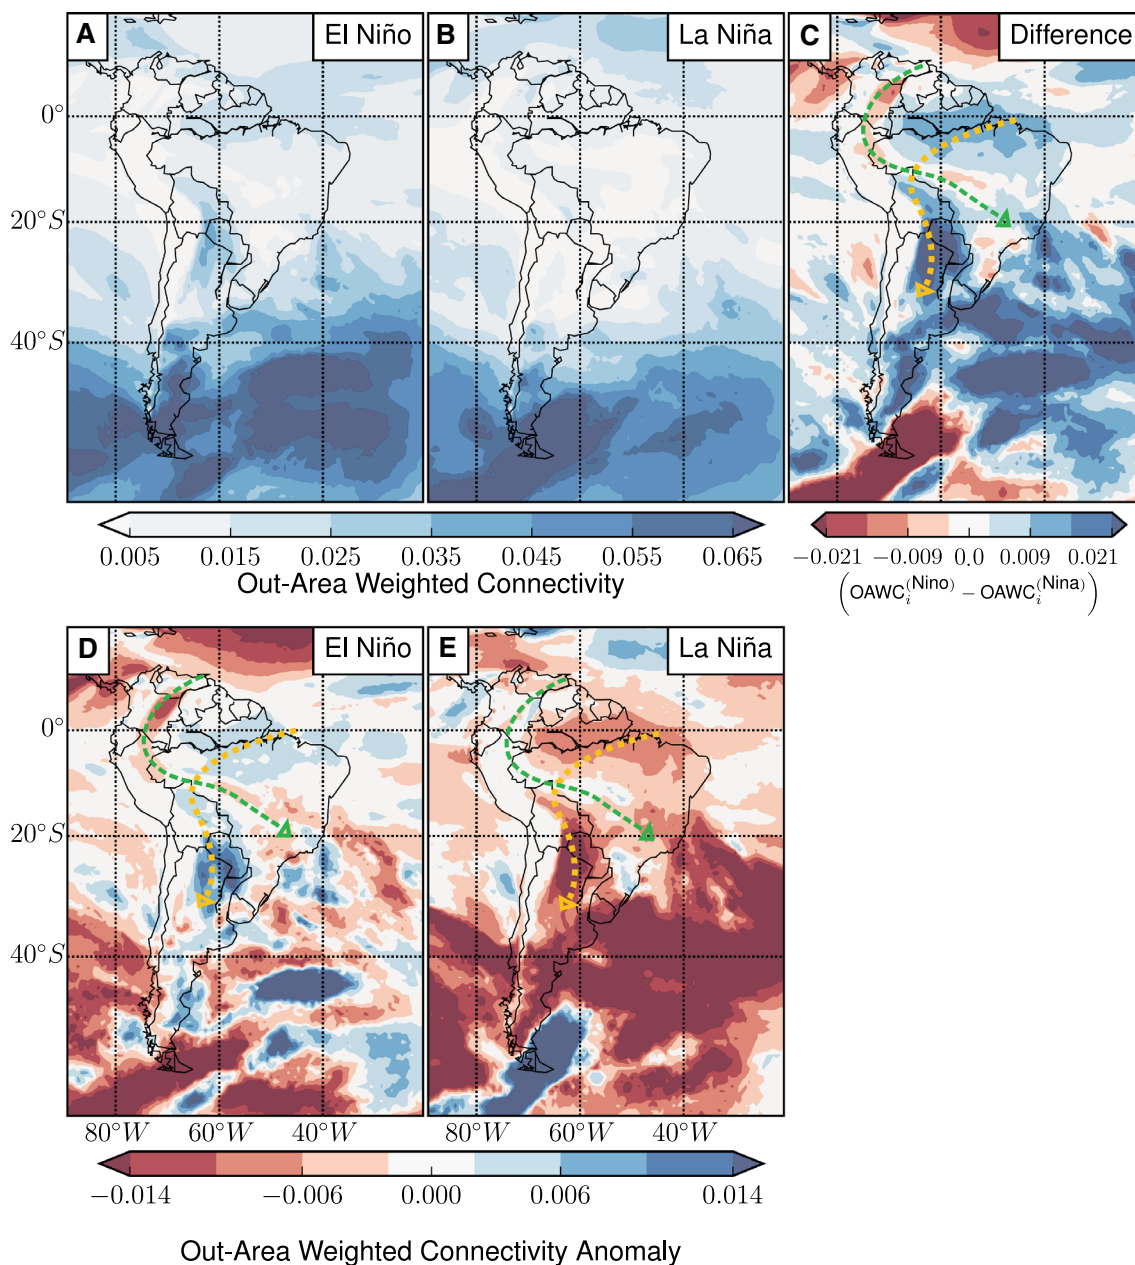 A El Niño B La Niña C Difference
0°
20°S
40°S
0.005 0.015 0.025 0.035 0.045 0.055 0.065
Out-Area Weighted Connectivity
−0.021 −0.009 0.0 0.009 0.021
(OAWC_i^(Nino) − OAWC_i^(Nina))
D El Niño E La Niña
0°
20°S
40°S
80°W 60°W 40°W 80°W 60°W 40°W
−0.014 −0.006 0.000 0.006 0.014
Out-Area Weighted Connectivity Anomaly